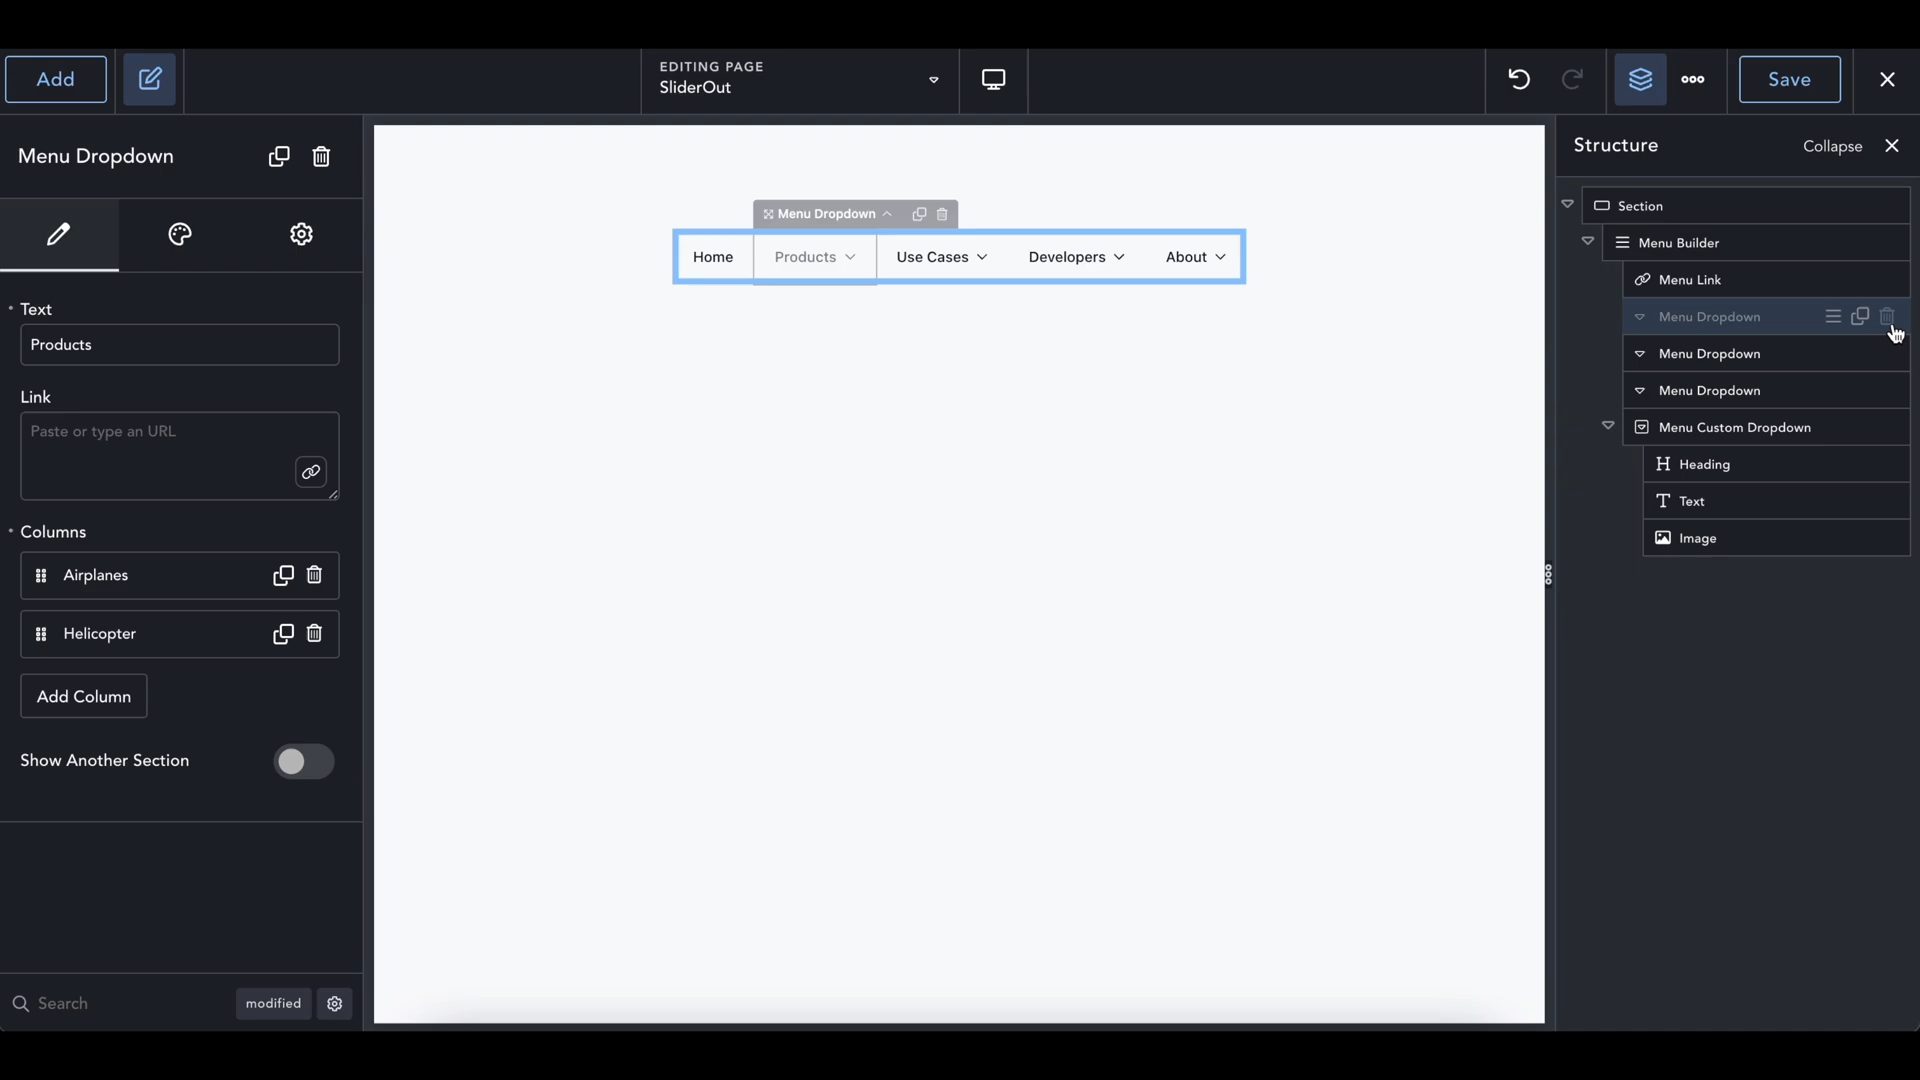 Add
EDITING PAGE
SliderOut
Save
Menu Dropdown
Text
Products
Link
Paste or type an URL
Columns
Airplanes
Helicopter
Add Column
Show Another Section
Search
modified
Menu Dropdown
Home
Products
Use Cases
Developers
About
Structure
Collapse
Section
Menu Builder
Menu Link
Menu Dropdown
Menu Dropdown
Menu Dropdown
Menu Custom Dropdown
Heading
Text
Image